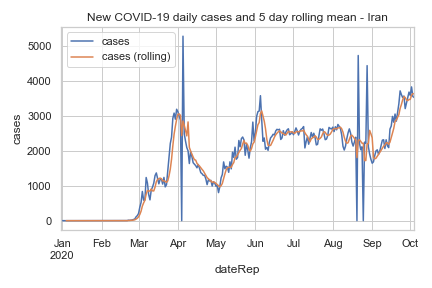 New COVID-19 daily cases and 5 day rolling mean - Iran
cases
cases (rolling)
5000
4000
3000
2000
1000
0
cases
Jan Feb Mar Apr May Jun Jul Aug Sep Oct
2020
dateRep